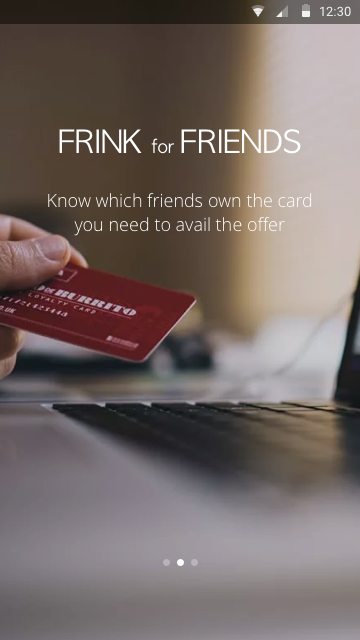 12:30
FRINK for FRIENDS
Know which friends own the card
you need to avail the offer
BURRITO
LOYALTY CARD